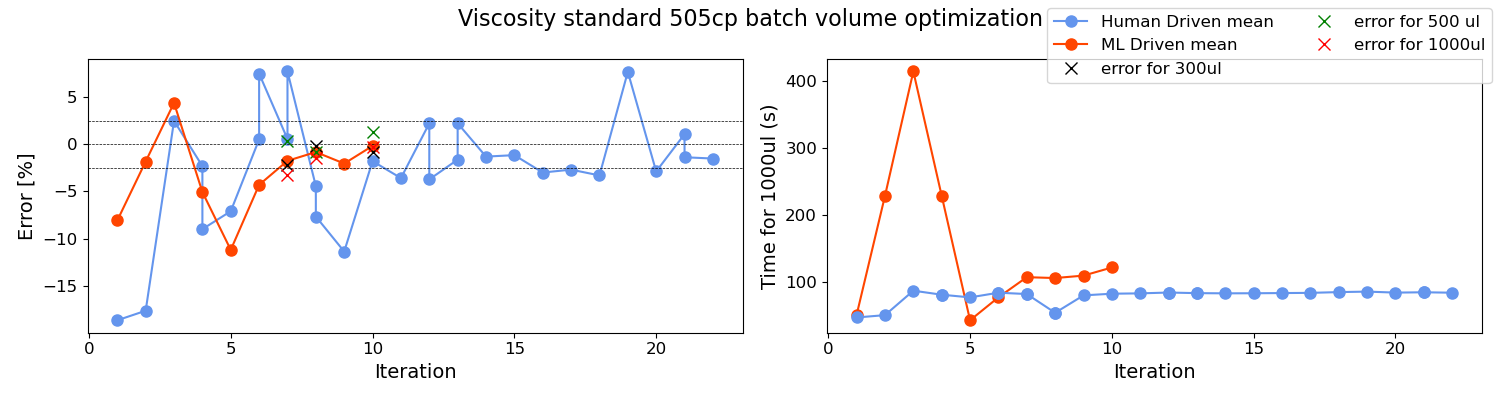 Viscosity standard 505cp batch volume optimization
Human Driven mean
ML Driven mean
error for 300ul
error for 500 ul
error for 1000ul
Error [%]
5
0
−5
−10
−15
0
5
10
15
20
Iteration
Time for 1000ul (s)
400
300
200
100
0
5
10
15
20
Iteration